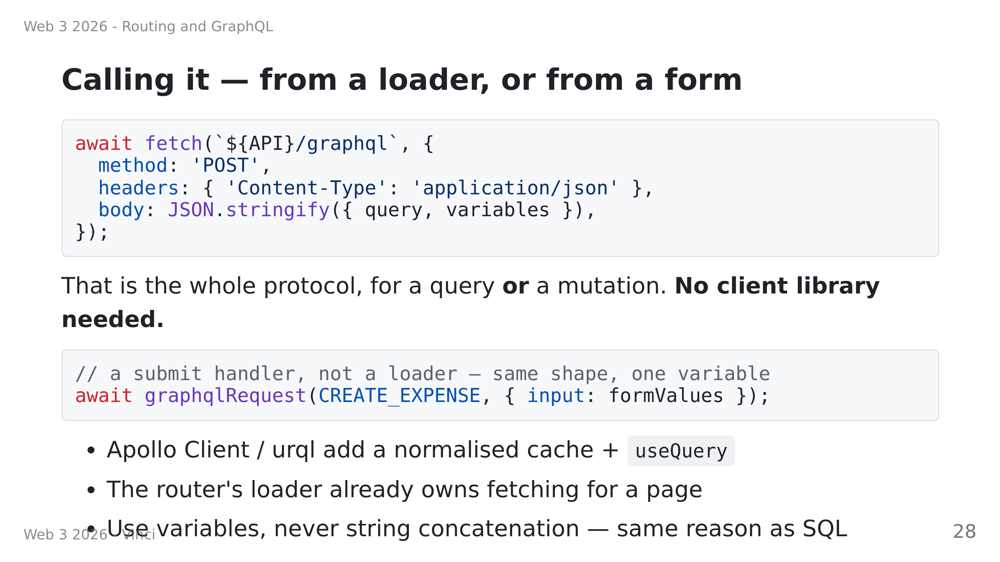 Web 3 2026 - Routing and GraphQL
Calling it — from a loader, or from a form
await fetch(`${API}/graphql`, {
  method: 'POST',
  headers: { 'Content-Type': 'application/json' },
  body: JSON.stringify({ query, variables }),
});
That is the whole protocol, for a query or a mutation. No client library
needed.
// a submit handler, not a loader — same shape, one variable
await graphqlRequest(CREATE_EXPENSE, { input: formValues });
• Apollo Client / urql add a normalised cache + useQuery
• The router's loader already owns fetching for a page
• Use variables, never string concatenation — same reason as SQL
Web 3 2026 - Vinci
28